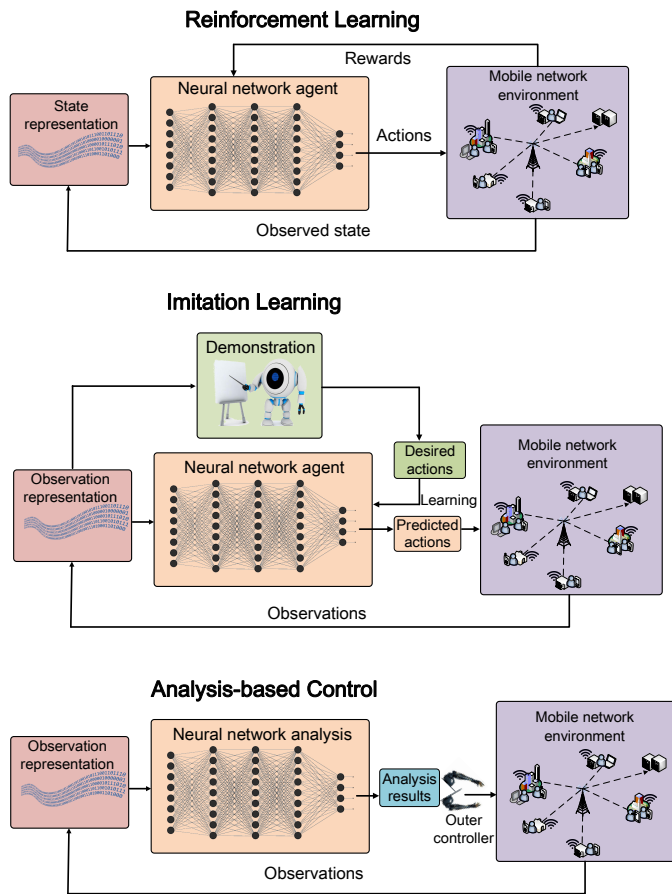 Reinforcement Learning
Rewards
State
representation
Neural network agent
Actions
Mobile network
environment
Observed state
Imitation Learning
Demonstration
Observation
representation
Neural network agent
Desired
actions
Learning
Predicted
actions
Mobile network
environment
Observations
Analysis-based Control
Observation
representation
Neural network analysis
Analysis
results
Outer
controller
Mobile network
environment
Observations